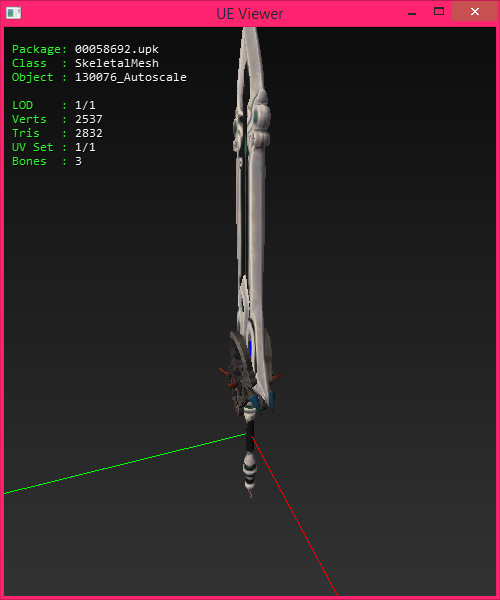 UE Viewer
Package: 00058692.upk
Class : SkeletalMesh
Object : 130076_Autoscale
LOD : 1/1
Verts : 2537
Tris : 2832
UV Set : 1/1
Bones : 3